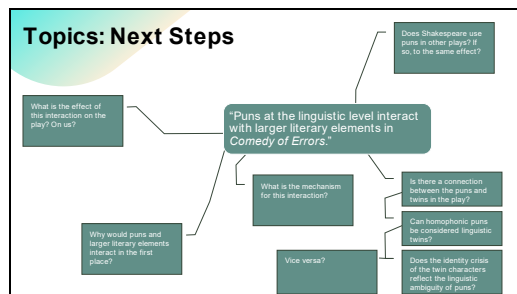 Topics: Next Steps
Does Shakespeare use
puns in other plays? If
so, to the same effect?
What is the effect of
this interaction on the
play? On us?
“Puns at the linguistic level interact
with larger literary elements in
Comedy of Errors.”
What is the mechanism
for this interaction?
Is there a connection
between the puns and
twins in the play?
Can homophonic puns
be considered linguistic
twins?
Why would puns and
larger literary elements
interact in the first
place?
Vice versa?
Does the identity crisis
of the twin characters
reflect the linguistic
ambiguity of puns?